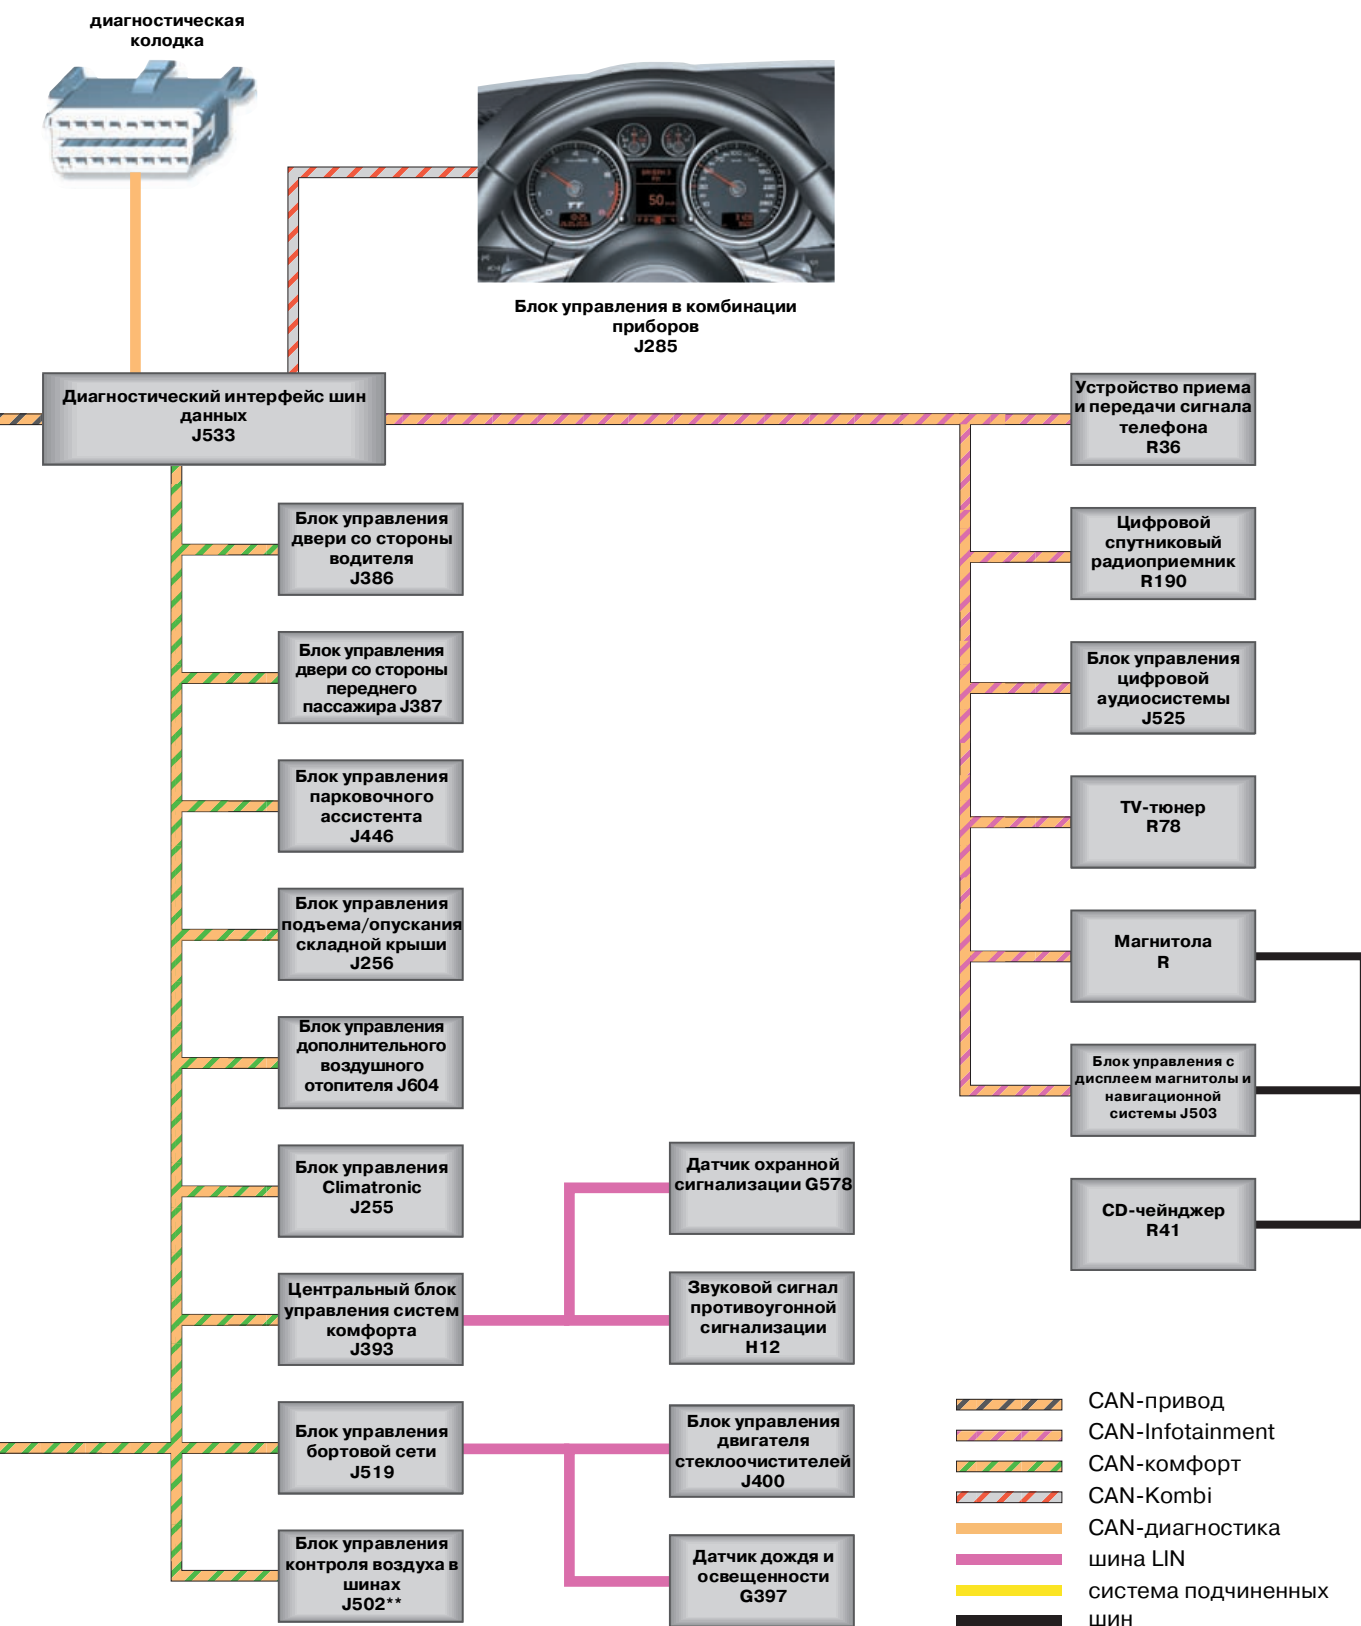 диагностическая
колодка
TT
50
Блок управления в комбинации
приборов
J285
Диагностический интерфейс шин
данных
J533
Устройство приема
и передачи сигнала
телефона
R36
Блок управления
двери со стороны
водителя
J386
Цифровой
спутниковый
радиоприемник
R190
Блок управления
двери со стороны
переднего
пассажира J387
Блок управления
цифровой
аудиосистемы
J525
Блок управления
парковочного
ассистента
J446
TV-тюнер
R78
Блок управления
подъема/опускания
складной крыши
J256
Магнитола
R
Блок управления
дополнительного
воздушного
отопителя J604
Блок управления с
дисплеем магнитолы и
навигационной
системы J503
Блок управления
Climatronic
J255
Датчик охранной
сигнализации G578
CD-чейнджер
R41
Центральный блок
управления систем
комфорта
J393
Звуковой сигнал
противоугонной
сигнализации
H12
Блок управления
бортовой сети
J519
Блок управления
двигателя
стеклоочистителей
J400
Блок управления
контроля воздуха в
шинах
J502**
Датчик дождя и
освещенности
G397
CAN-привод
CAN-Infotainment
CAN-комфорт
CAN-Kombi
CAN-диагностика
шина LIN
система подчиненных
шин